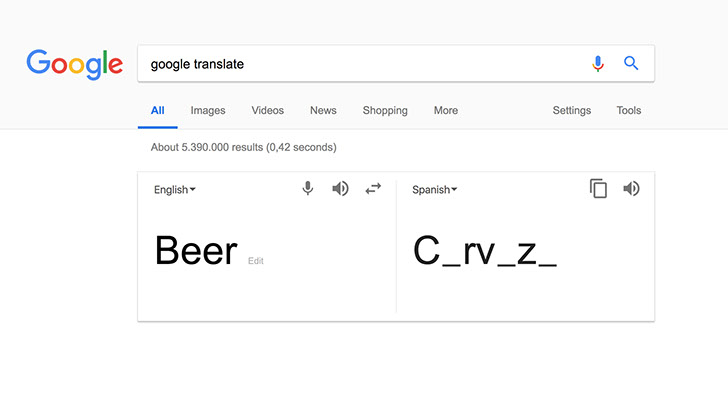 Google
google translate
All Images Videos News Shopping More Settings Tools
About 5.390.000 results (0,42 seconds)
English Spanish
Beer Edit C_rv_z_